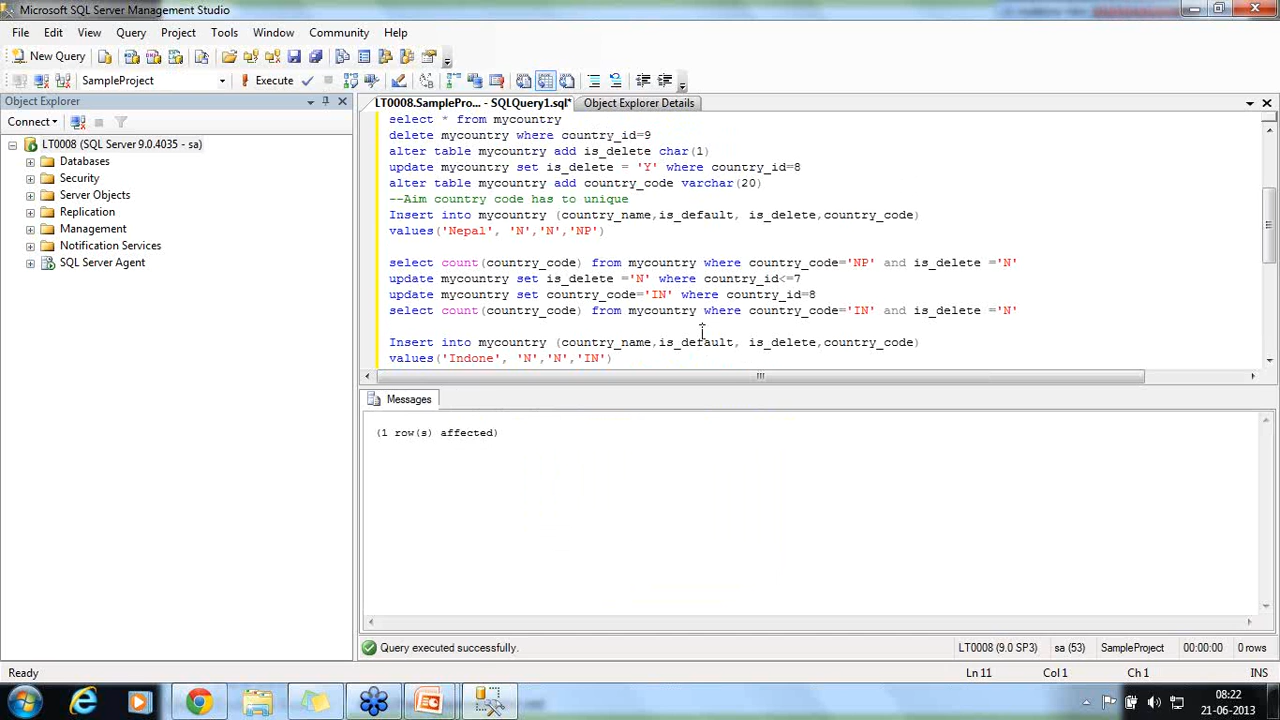 Microsoft SQL Server Management Studio
File Edit View Query Project Tools Window Community Help
New Query
SampleProject Execute
Object Explorer
LT0008.SamplePro... - SQLQuery1.sql* Object Explorer Details
Connect
LT0008 (SQL Server 9.0.4035 - sa)
Databases
Security
Server Objects
Replication
Management
Notification Services
SQL Server Agent
select * from mycountry
delete mycountry where country_id=9
alter table mycountry add is_delete char(1)
update mycountry set is_delete = 'Y' where country_id=8
alter table mycountry add country_code varchar(20)
--Aim country code has to unique
Insert into mycountry (country_name,is_default, is_delete,country_code)
values('Nepal', 'N','N','NP')
select count(country_code) from mycountry where country_code='NP' and is_delete ='N'
update mycountry set is_delete ='N' where country_id<=7
update mycountry set country_code='IN' where country_id=8
select count(country_code) from mycountry where country_code='IN' and is_delete ='N'
Insert into mycountry (country_name,is_default, is_delete,country_code)
values('Indone', 'N','N','IN')
Messages
(1 row(s) affected)
Query executed successfully. LT0008 (9.0 SP3) sa (53) SampleProject 00:00:00 0 rows
Ready Ln 11 Col 1 Ch 1 INS
08:22
21-06-2013